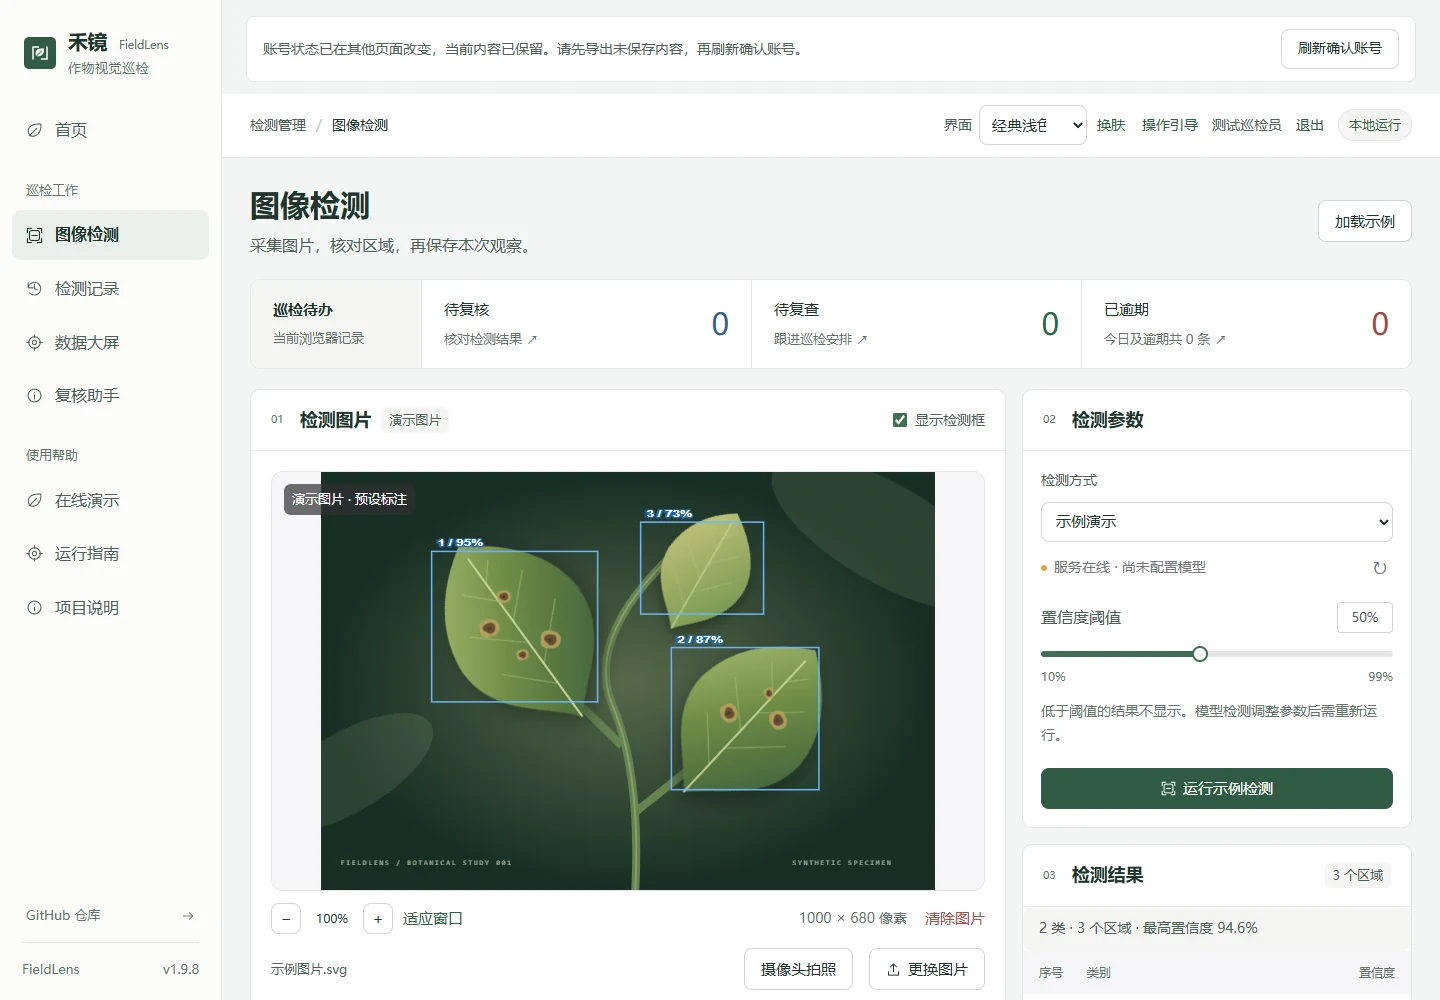 禾镜 FieldLens
作物视觉巡检
首页
巡检工作
图像检测
检测记录
数据大屏
复核助手
使用帮助
在线演示
运行指南
项目说明
GitHub 仓库 →
FieldLens v1.9.8
账号状态已在其他页面改变，当前内容已保留。请先导出未保存内容，再刷新确认账号。
刷新确认账号
检测管理 / 图像检测
界面 经典浅色 换肤 操作引导 测试巡检员 退出 本地运行
图像检测
采集图片，核对区域，再保存本次观察。
加载示例
巡检待办
当前浏览器记录
待复核
核对检测结果 ↗
0
待复查
跟进巡检安排 ↗
0
已逾期
今日及逾期共 0 条 ↗
0
01 检测图片 演示图片
显示检测框
演示图片 · 预设标注
3 / 73%
1 / 95%
2 / 87%
FIELDLENS / BOTANICAL STUDY 001
SYNTHETIC SPECIMEN
− 100% + 适应窗口
1000 × 680 像素 清除图片
示例图片.svg
摄像头拍照
更换图片
02 检测参数
检测方式
示例演示
服务在线 · 尚未配置模型
置信度阈值 50%
10% 99%
低于阈值的结果不显示。模型检测调整参数后需重新运
行。
运行示例检测
03 检测结果 3 个区域
2 类 · 3 个区域 · 最高置信度 94.6%
序号 类别 置信度